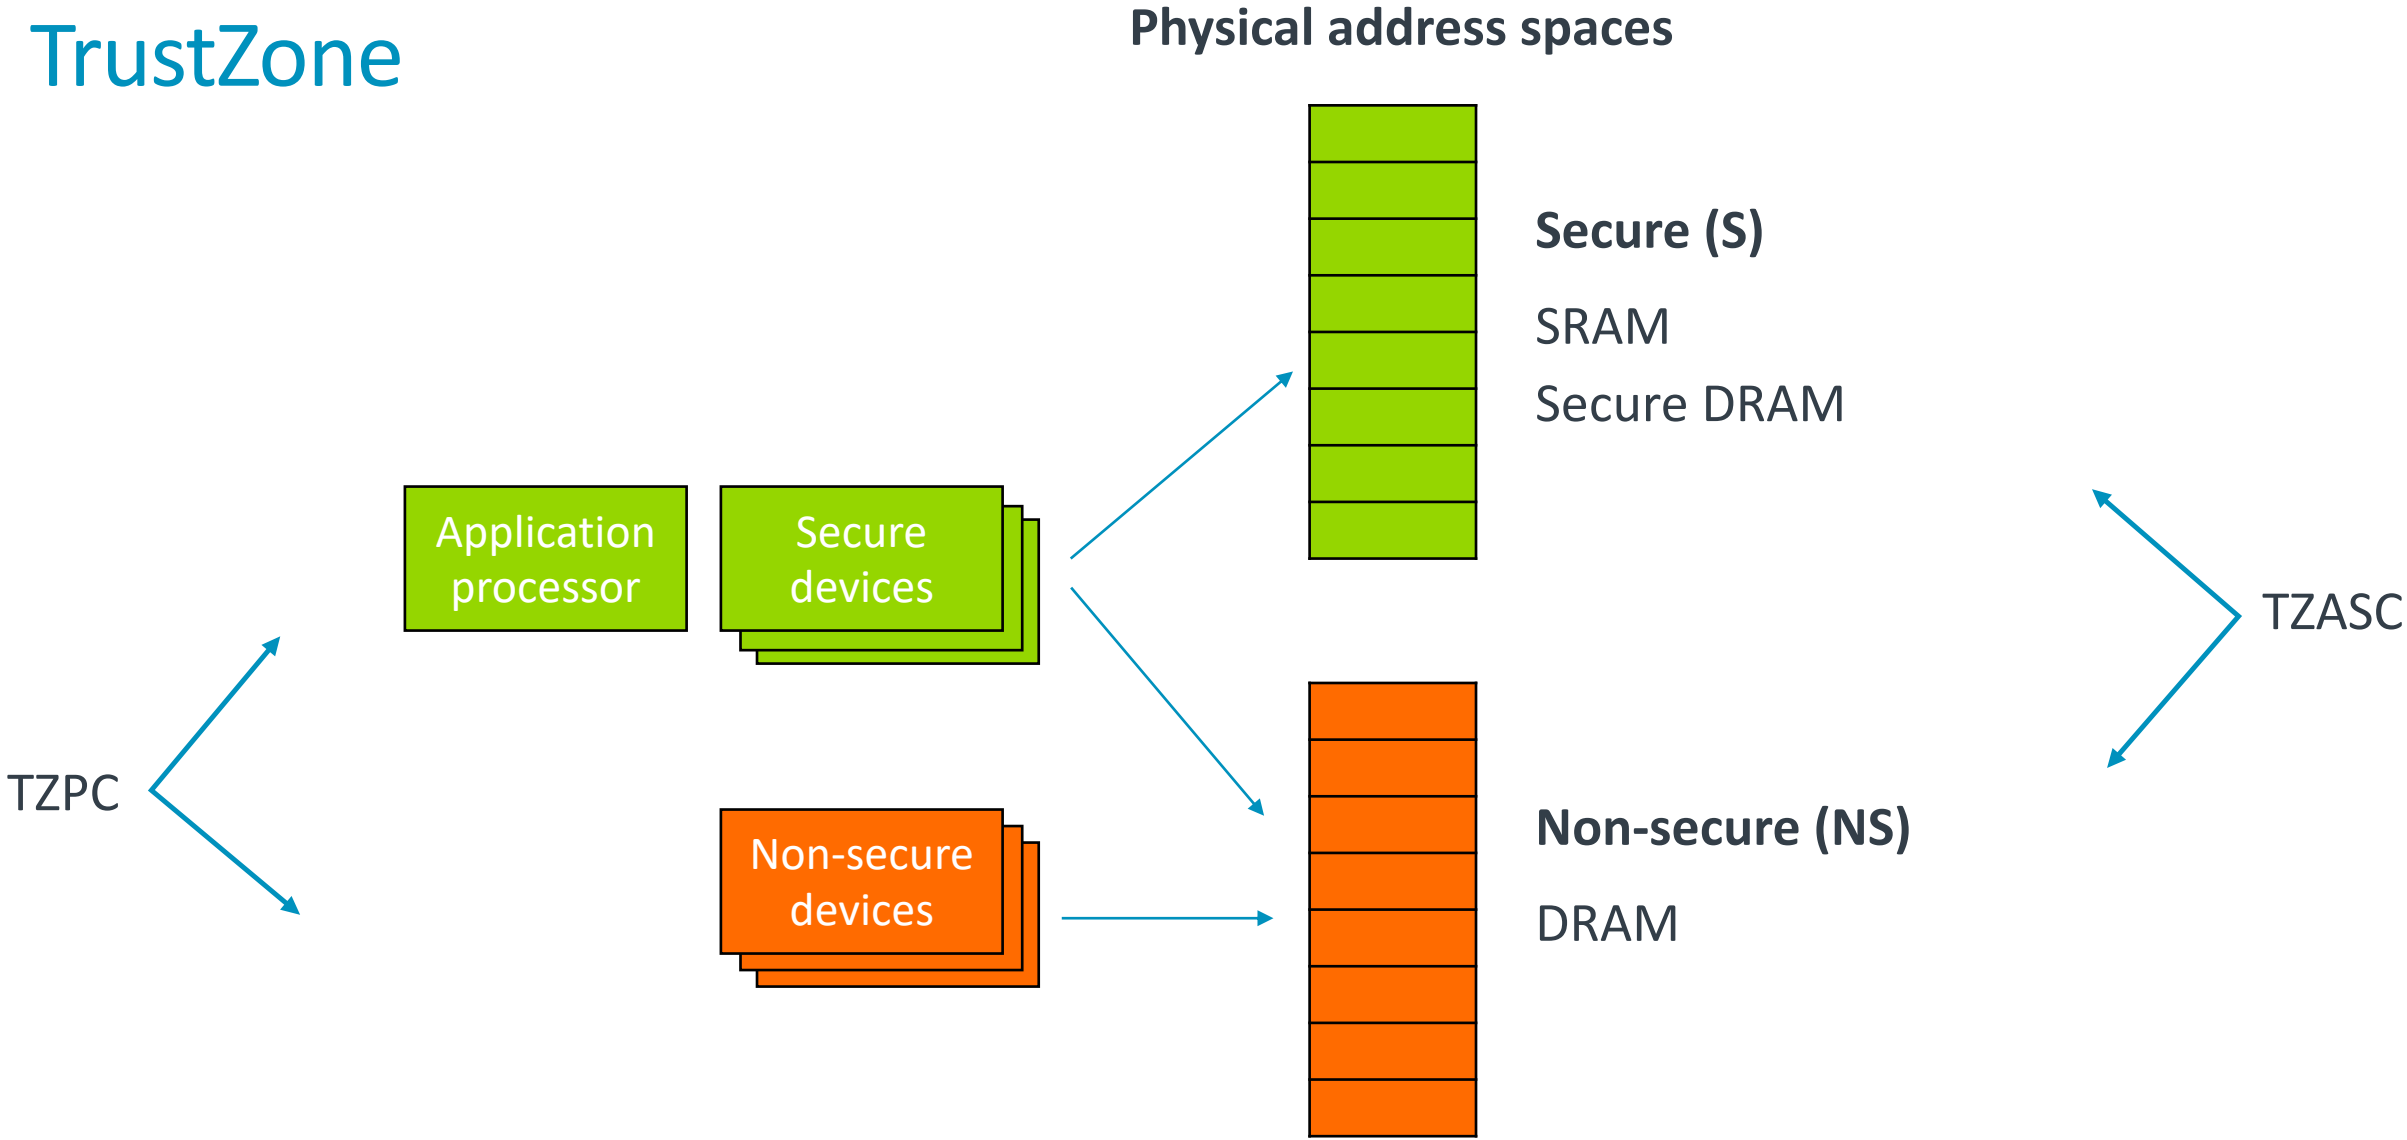 TrustZone
Physical address spaces
Secure (S)
SRAM
Secure DRAM
Application
processor
Secure
devices
TZASC
TZPC
Non-secure
devices
Non-secure (NS)
DRAM